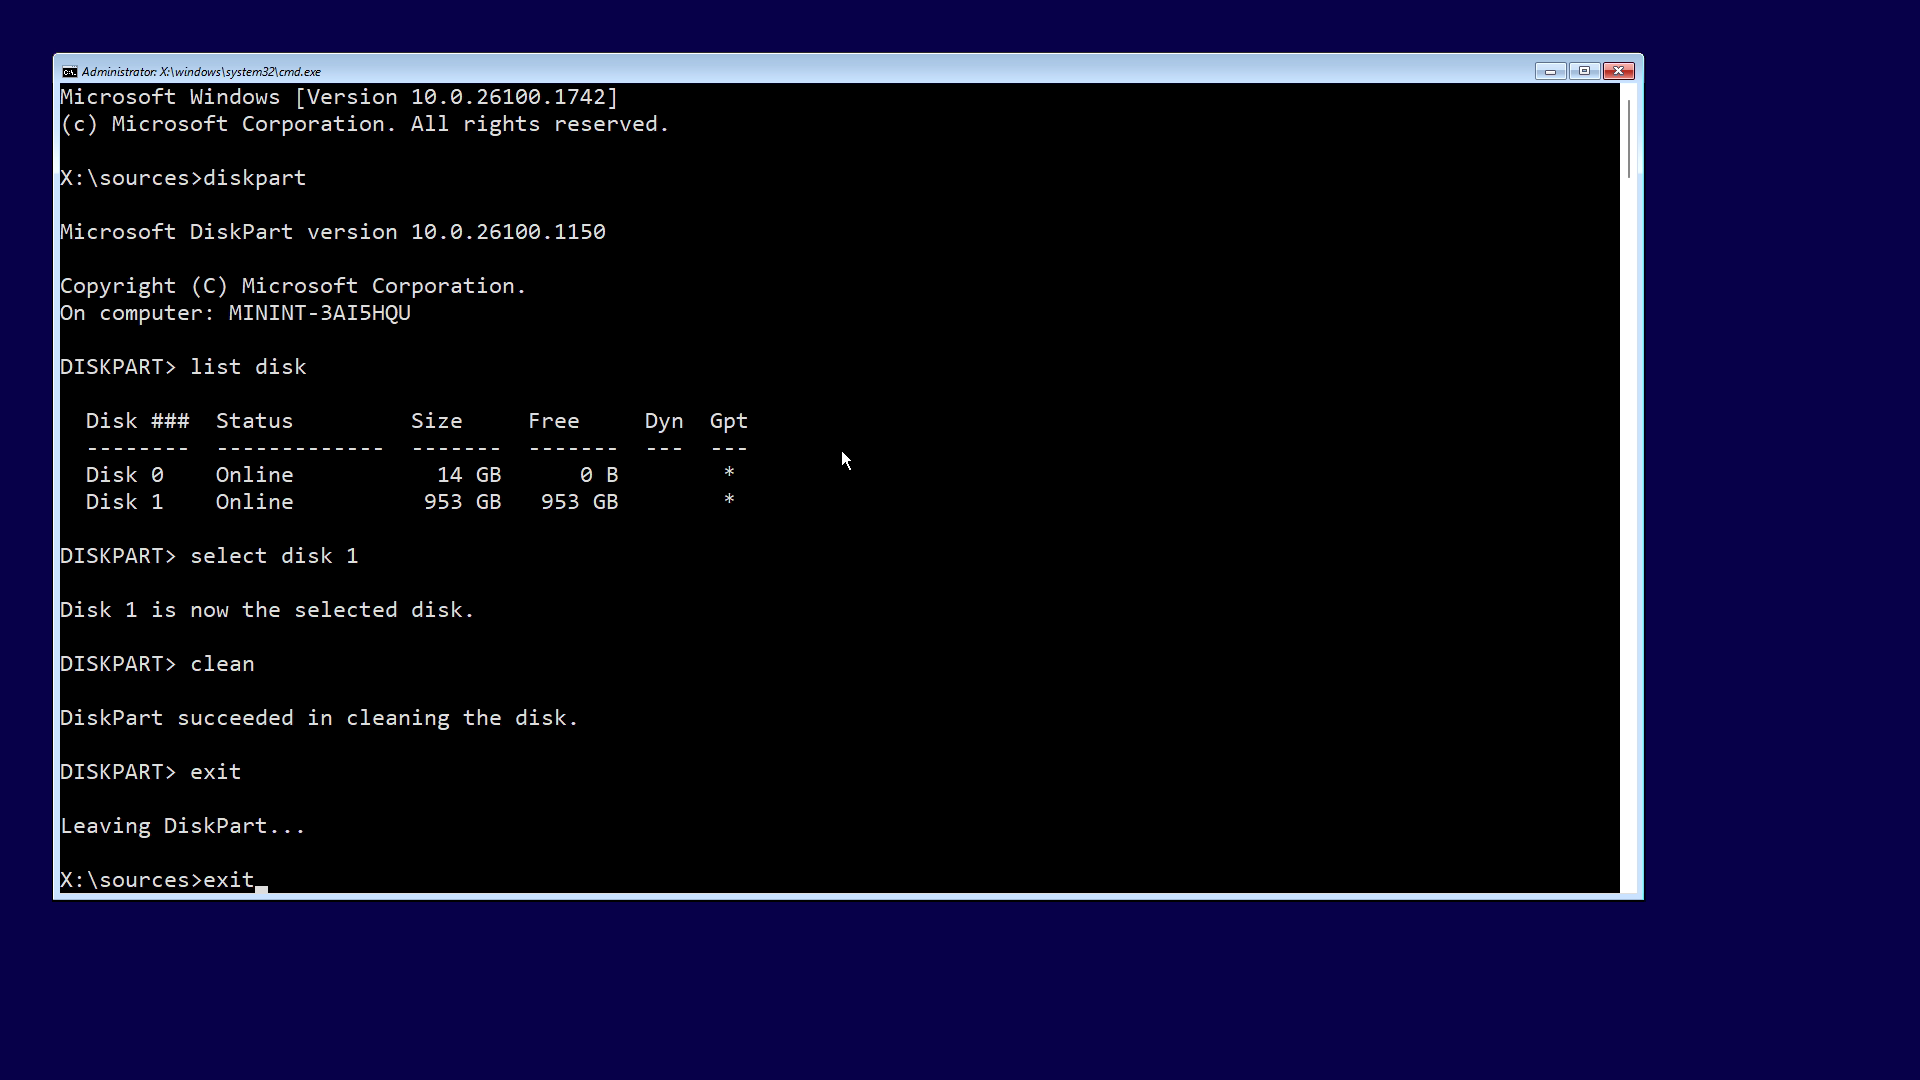 Administrator: X:\windows\system32\cmd.exe
Microsoft Windows [Version 10.0.26100.1742]
(c) Microsoft Corporation. All rights reserved.
X:\sources>diskpart
Microsoft DiskPart version 10.0.26100.1150
Copyright (C) Microsoft Corporation.
On computer: MININT-3AI5HQU
DISKPART> list disk
  Disk ###  Status         Size     Free     Dyn  Gpt
  --------  -------------  -------  -------  ---  ---
  Disk 0    Online           14 GB      0 B        *
  Disk 1    Online          953 GB   953 GB        *
DISKPART> select disk 1
Disk 1 is now the selected disk.
DISKPART> clean
DiskPart succeeded in cleaning the disk.
DISKPART> exit
Leaving DiskPart...
X:\sources>exit